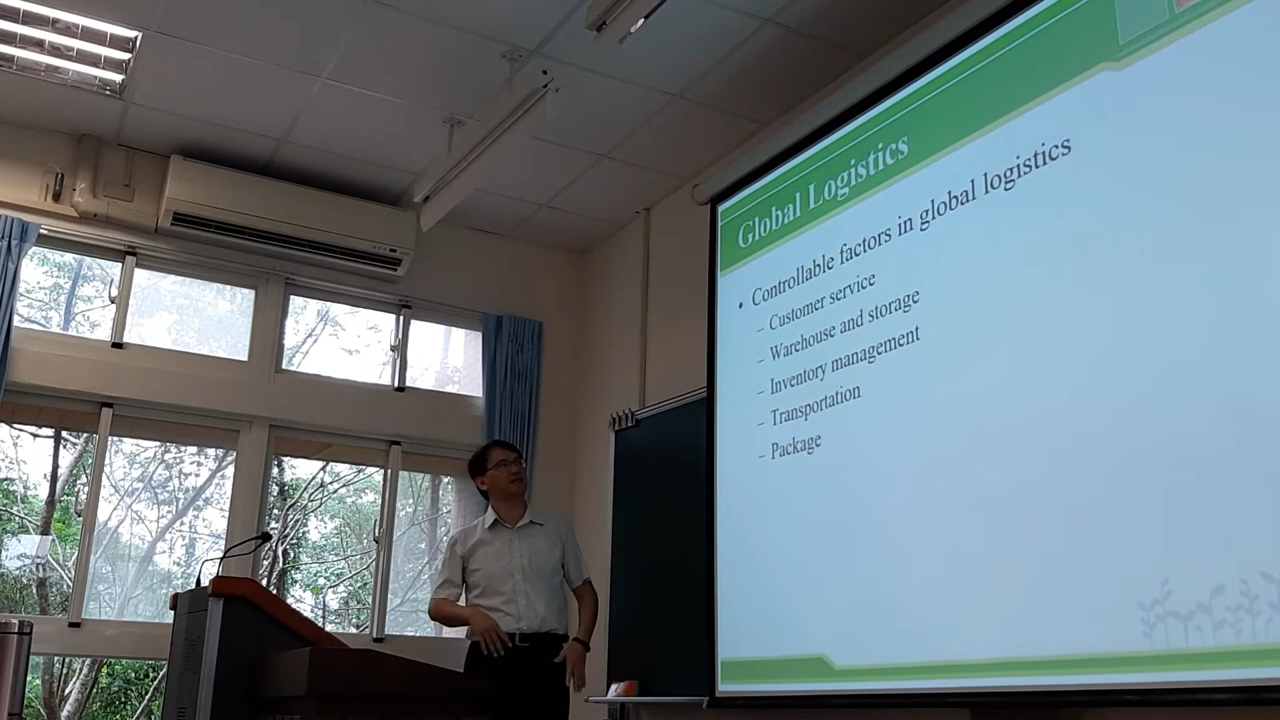 Global Logistics
• Controllable factors in global logistics
– Customer service
– Warehouse and storage
– Inventory management
– Transportation
– Package